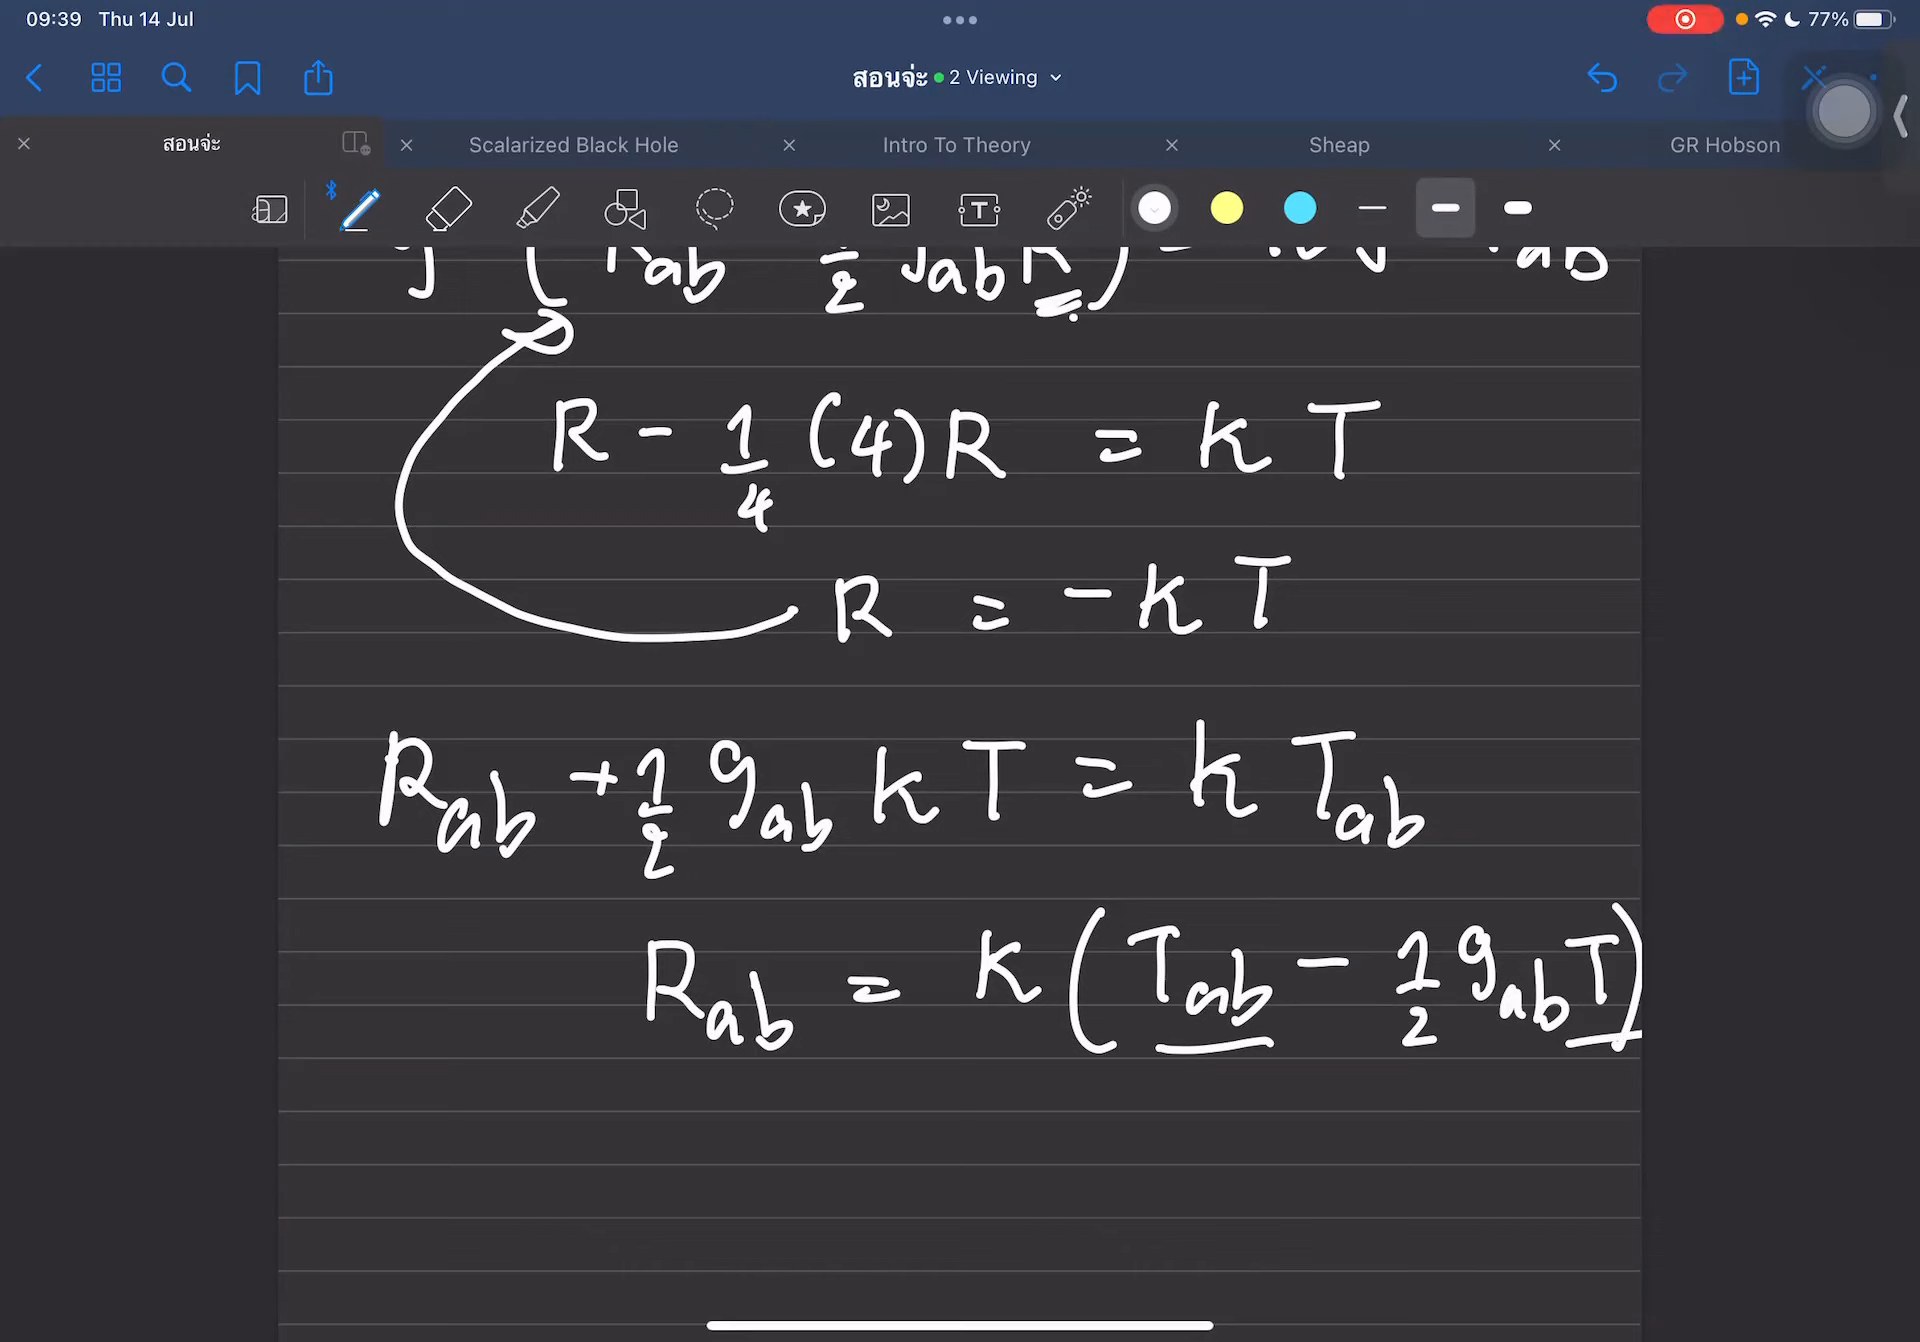 09:39 Thu 14 Jul
77%
สอนจ่ะ 2 Viewing
สอนจ่ะ
Scalarized Black Hole
Intro To Theory
Sheap
GR Hobson
R - 1/4 (4) R = k T
R = - k T
R_ab + 1/2 g_ab k T = k T_ab
R_ab = k ( T_ab - 1/2 g_ab T )